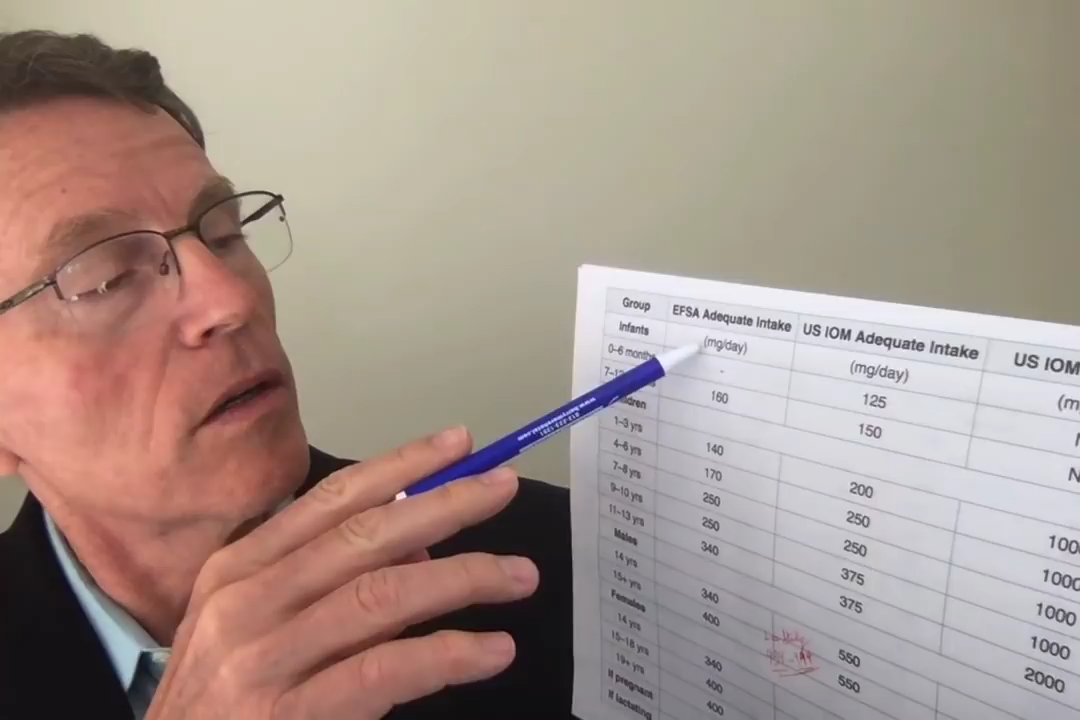 Group EFSA Adequate Intake US IOM Adequate Intake US IOM
Infants (mg/day) (mg/day) (m
0–6 months - 125
7–12 160 150 N
1–3 yrs 140 200 1000
4–6 yrs 170 250 1000
7–8 yrs 250 250 1000
9–10 yrs 250 375 1000
11–13 yrs 340 375 2000
Males
14 yrs 340 550
15+ yrs 400 550
Females
14 yrs 340
15–18 yrs 400
19+ yrs 400
If pregnant
If lactating